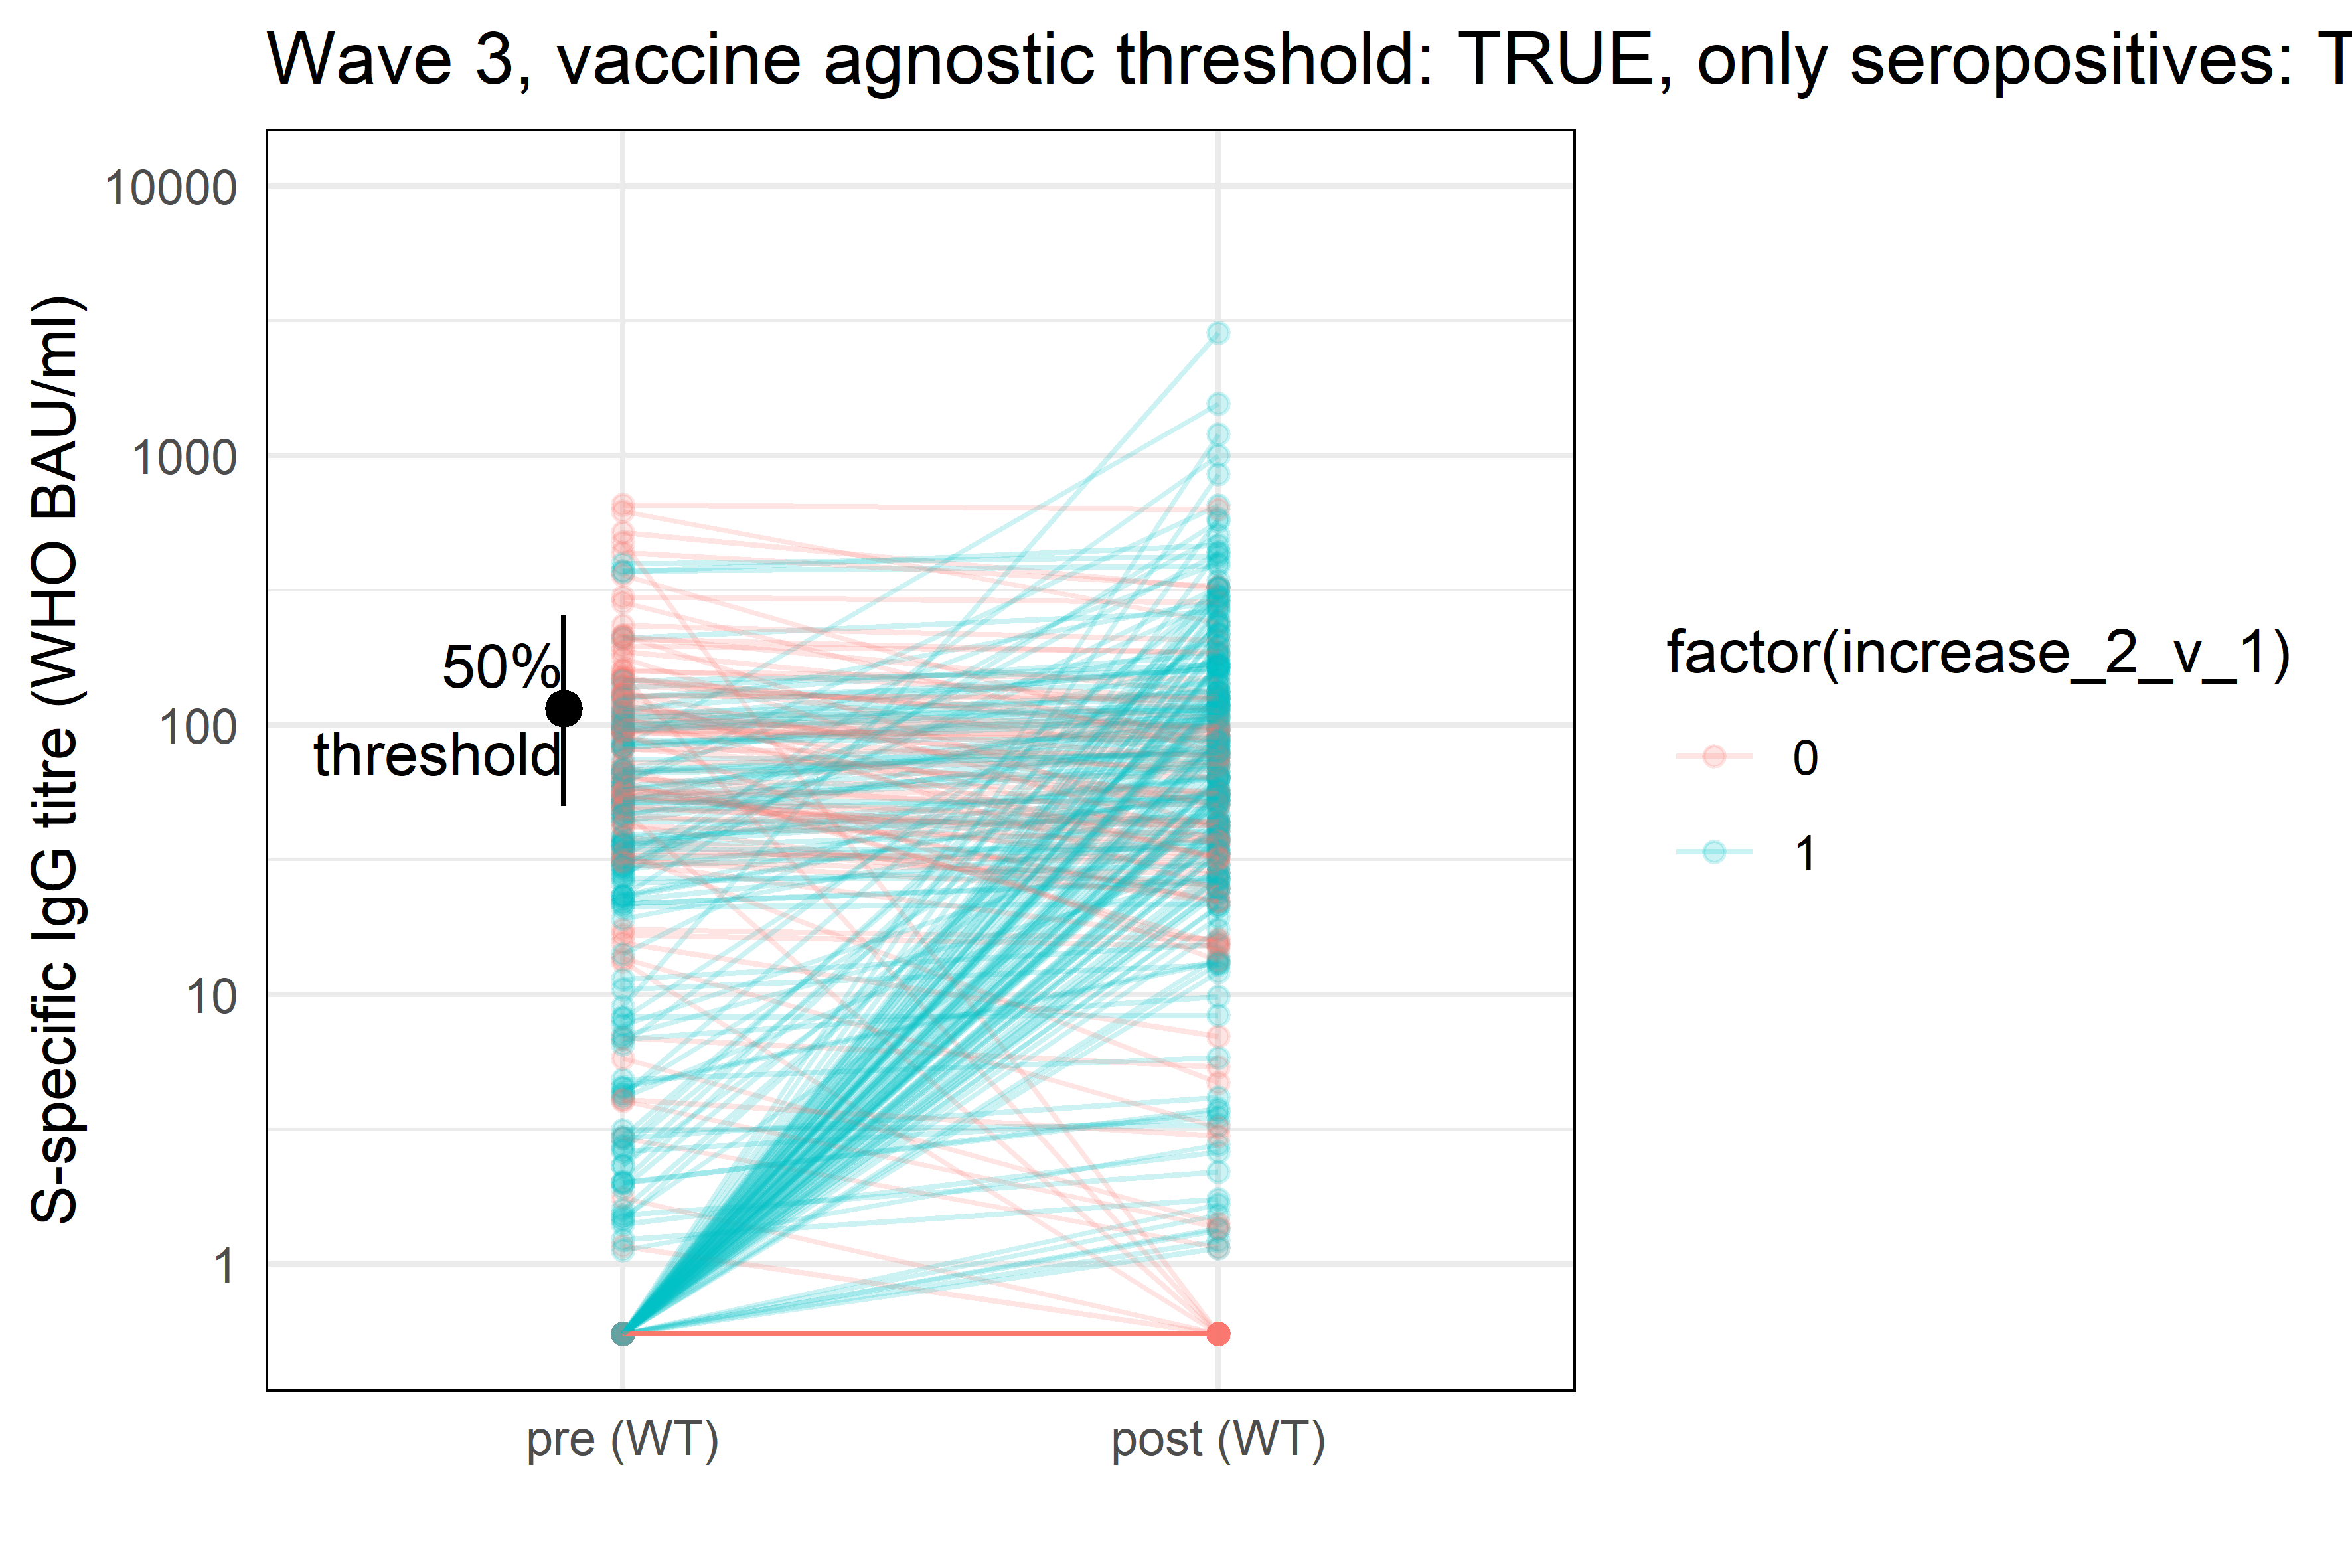 Wave 3, vaccine agnostic threshold: TRUE, only seropositives: T
S-specific IgG titre (WHO BAU/ml)
10000
1000
100
10
1
50%
threshold
pre (WT)
post (WT)
factor(increase_2_v_1)
0
1